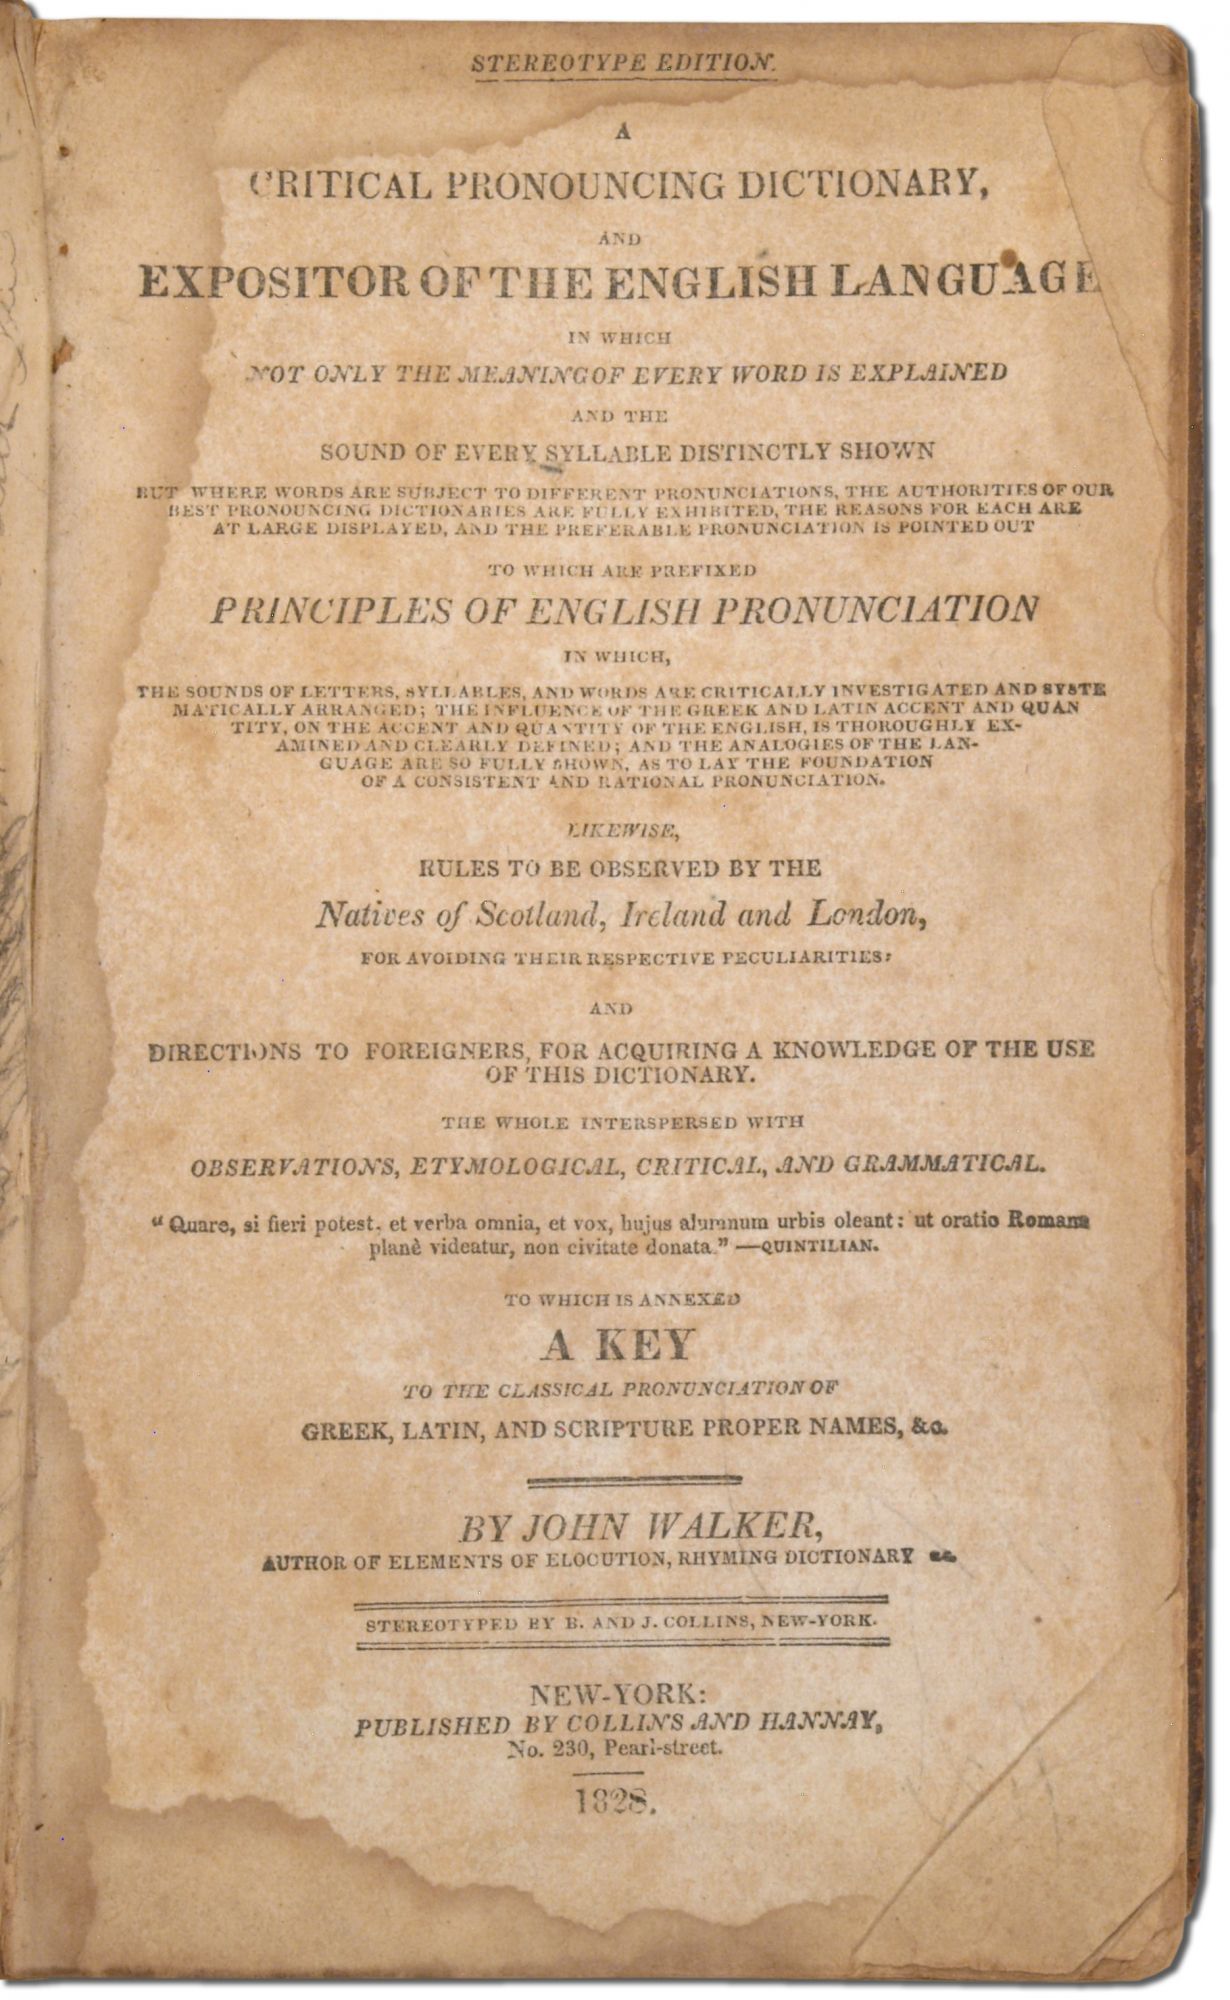 STEREOTYPE EDITION.
A
CRITICAL PRONOUNCING DICTIONARY,
AND
EXPOSITOR OF THE ENGLISH LANGUAGE
IN WHICH
NOT ONLY THE MEANING OF EVERY WORD IS EXPLAINED
AND THE
SOUND OF EVERY SYLLABLE DISTINCTLY SHOWN
BUT WHERE WORDS ARE SUBJECT TO DIFFERENT PRONUNCIATIONS, THE AUTHORITIES OF OUR
BEST PRONOUNCING DICTIONARIES ARE FULLY EXHIBITED, THE REASONS FOR EACH ARE
AT LARGE DISPLAYED, AND THE PREFERABLE PRONUNCIATION IS POINTED OUT
TO WHICH ARE PREFIXED
PRINCIPLES OF ENGLISH PRONUNCIATION
IN WHICH,
THE SOUNDS OF LETTERS, SYLLABLES, AND WORDS ARE CRITICALLY INVESTIGATED AND SYSTE
MATICALLY ARRANGED; THE INFLUENCE OF THE GREEK AND LATIN ACCENT AND QUAN
TITY, ON THE ACCENT AND QUANTITY OF THE ENGLISH, IS THOROUGHLY EX-
AMINED AND CLEARLY DEFINED; AND THE ANALOGIES OF THE LAN-
GUAGE ARE SO FULLY SHOWN, AS TO LAY THE FOUNDATION
OF A CONSISTENT AND RATIONAL PRONUNCIATION.
LIKEWISE,
RULES TO BE OBSERVED BY THE
Natives of Scotland, Ireland and London,
FOR AVOIDING THEIR RESPECTIVE PECULIARITIES:
AND
DIRECTIONS TO FOREIGNERS, FOR ACQUIRING A KNOWLEDGE OF THE USE
OF THIS DICTIONARY.
THE WHOLE INTERSPERSED WITH
OBSERVATIONS, ETYMOLOGICAL, CRITICAL, AND GRAMMATICAL.
“Quare, si fieri potest, et verba omnia, et vox, hujus alumnum urbis oleant: ut oratio Romana
planè videatur, non civitate donata.” —QUINTILIAN.
TO WHICH IS ANNEXED
A KEY
TO THE CLASSICAL PRONUNCIATION OF
GREEK, LATIN, AND SCRIPTURE PROPER NAMES, &c.
BY JOHN WALKER,
AUTHOR OF ELEMENTS OF ELOCUTION, RHYMING DICTIONARY &c.
STEREOTYPED BY B. AND J. COLLINS, NEW-YORK.
NEW-YORK:
PUBLISHED BY COLLINS AND HANNAY,
No. 230, Pearl-street.
1828.